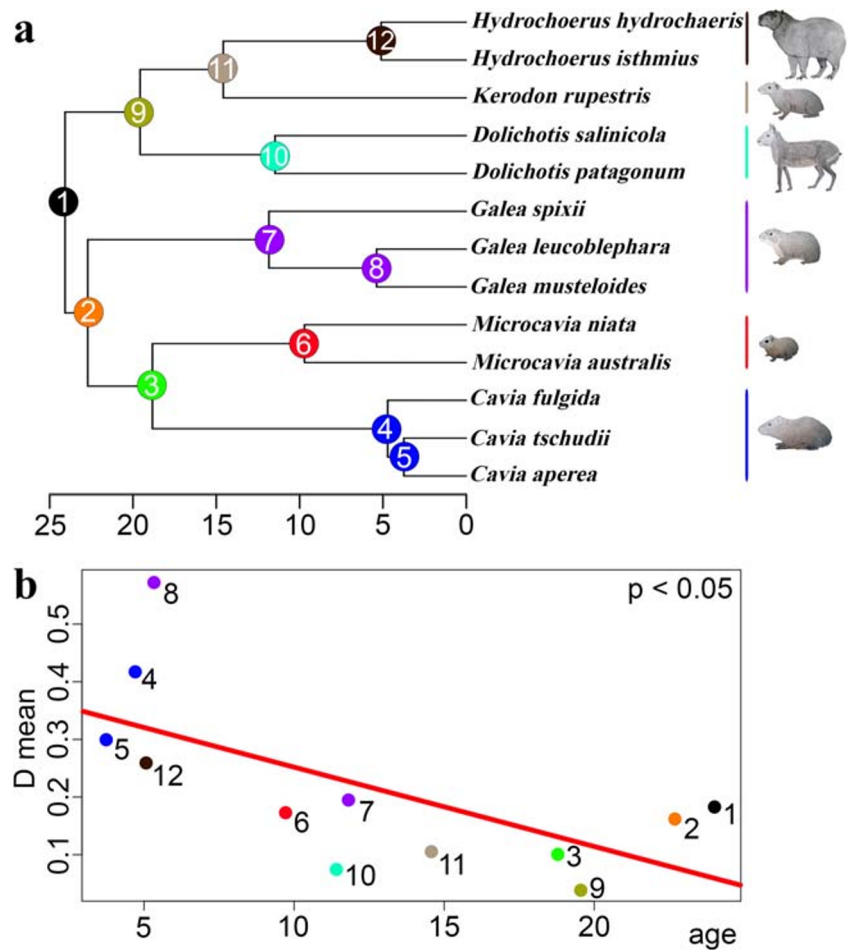 a
Hydrochoerus hydrochaeris
12
Hydrochoerus isthmius
11
Kerodon rupestris
9
Dolichotis salinicola
10
Dolichotis patagonum
1
Galea spixii
7
Galea leucoblephara
8
Galea musteloides
2
Microcavia niata
6
Microcavia australis
3
Cavia fulgida
4
Cavia tschudii
5
Cavia aperea
25 20 15 10 5 0
b
p < 0.05
8
0.5
4
0.4
5
0.3
12
D mean
7
0.2
6
1
2
11
3
0.1
10
9
5 10 15 20 age